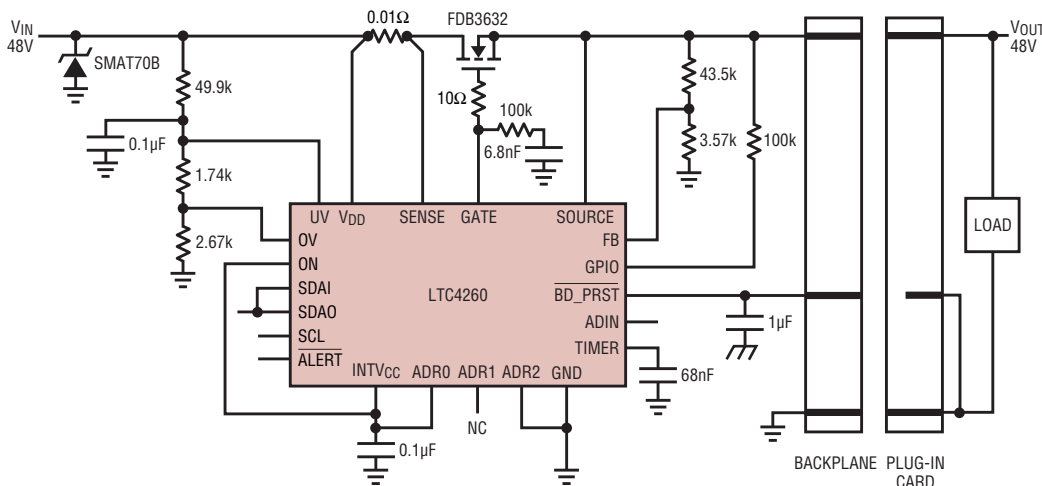 VIN
48V
SMAT70B
49.9k
0.1µF
1.74k
2.67k
0.01Ω
FDB3632
10Ω
100k
6.8nF
43.5k
3.57k
100k
VOUT
48V
LOAD
UV
VDD
SENSE
GATE
SOURCE
OV
ON
SDAI
SDAO
SCL
ALERT
LTC4260
FB
GPIO
BD_PRST
ADIN
TIMER
INTVCC
ADR0
ADR1
ADR2
GND
NC
0.1µF
1µF
68nF
BACKPLANE
PLUG-IN
CARD